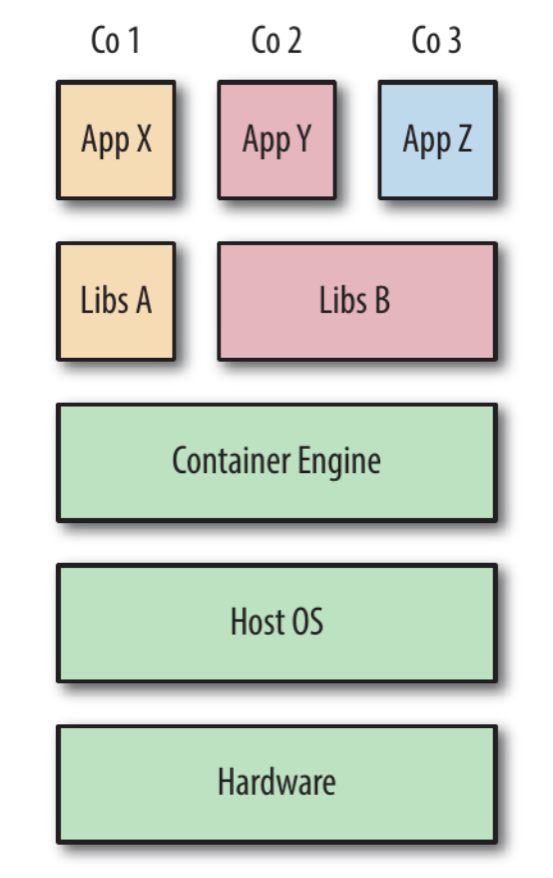 Co 1 Co 2 Co 3
App X App Y App Z
Libs A Libs B
Container Engine
Host OS
Hardware